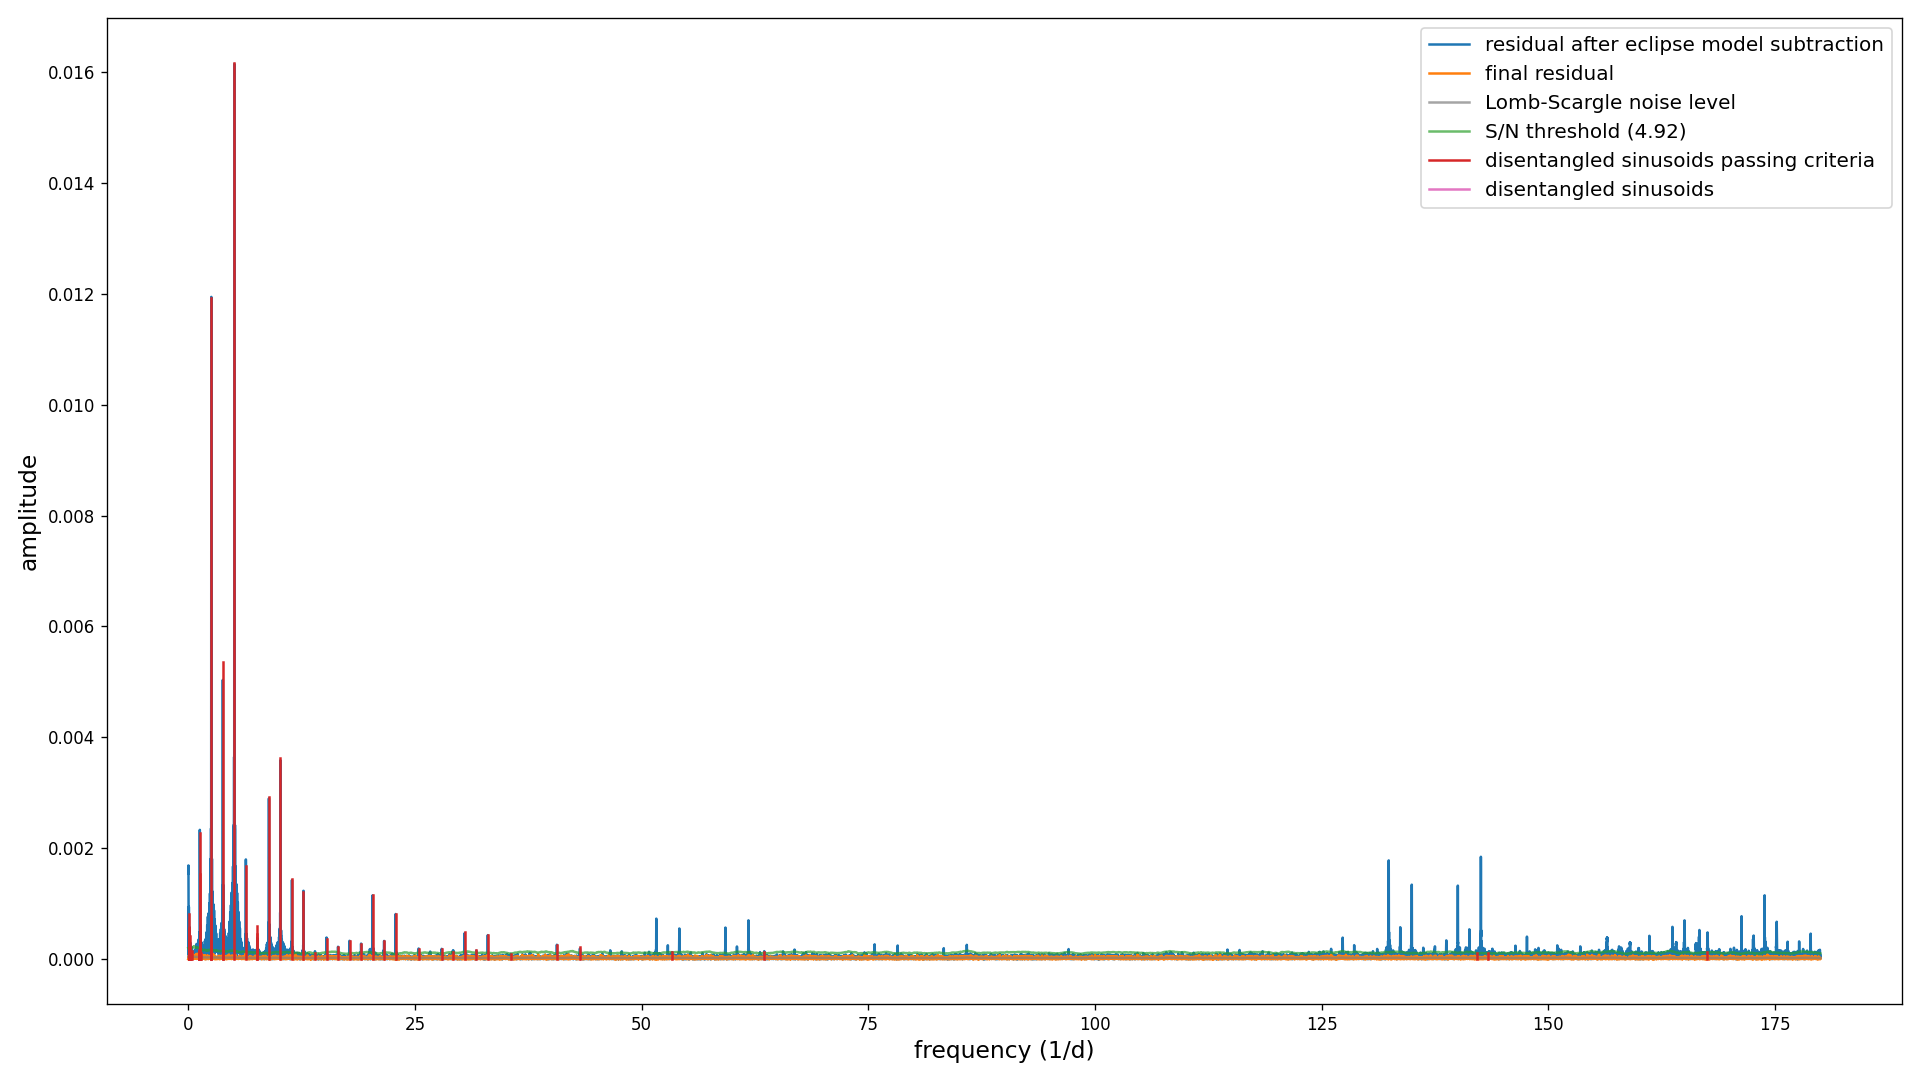 residual after eclipse model subtraction
final residual
Lomb-Scargle noise level
S/N threshold (4.92)
disentangled sinusoids passing criteria
disentangled sinusoids
0.016
0.014
0.012
0.010
0.008
0.006
0.004
0.002
0.000
amplitude
0 25 50 75 100 125 150 175
frequency (1/d)